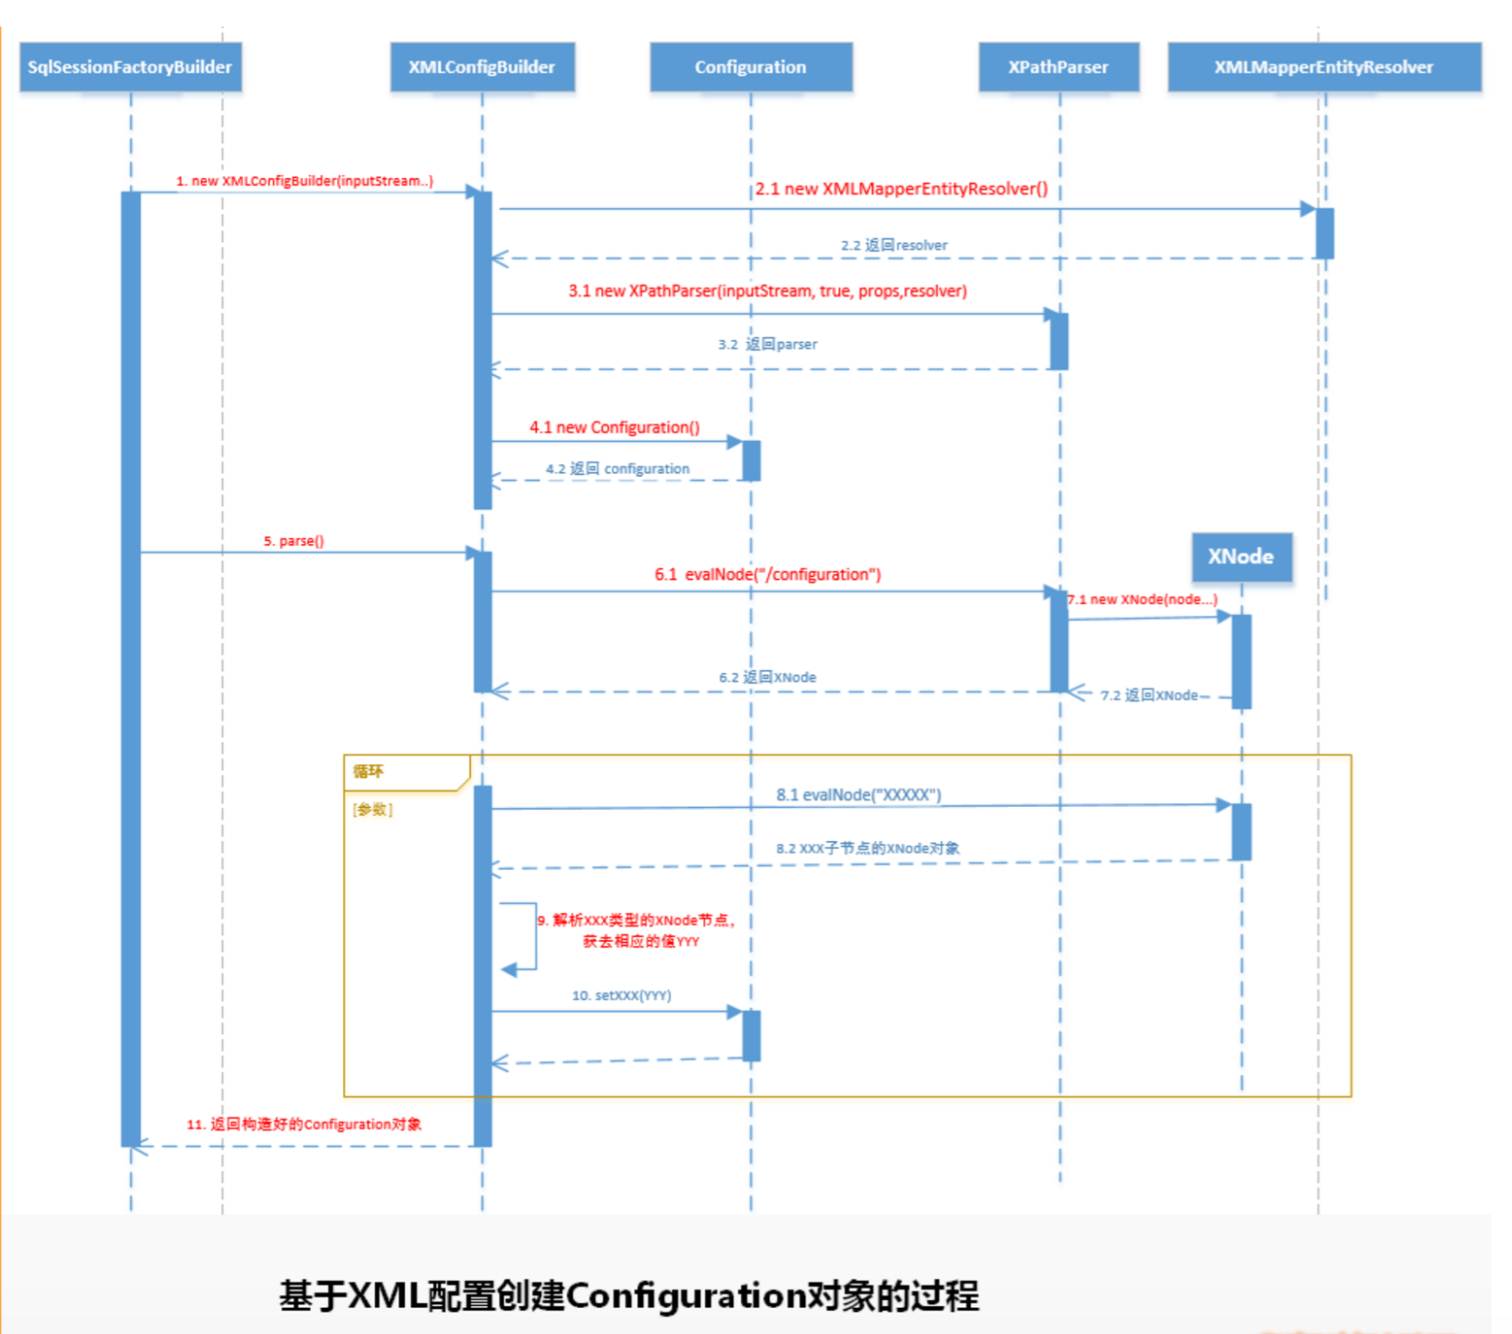 SqlSessionFactoryBuilder
XMLConfigBuilder
Configuration
XPathParser
XMLMapperEntityResolver
1. new XMLConfigBuilder(inputStream..)
2.1 new XMLMapperEntityResolver()
2.2 返回resolver
3.1 new XPathParser(inputStream, true, props,resolver)
3.2 返回parser
4.1 new Configuration()
4.2 返回 configuration
5. parse()
XNode
6.1 evalNode("/configuration")
7.1 new XNode(node...)
6.2 返回XNode
7.2 返回XNode
循环
[参数]
8.1 evalNode("XXXXX")
8.2 XXX子节点的XNode对象
9. 解析XXX类型的XNode节点，
获去相应的值YYY
10. setXXX(YYY)
11. 返回构造好的Configuration对象
基于XML配置创建Configuration对象的过程